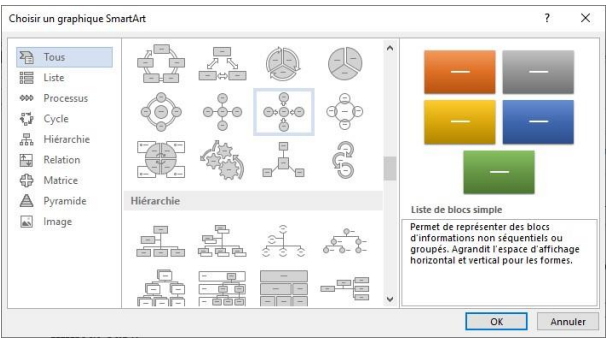 Choisir un graphique SmartArt
? ×
Tous
Liste
Processus
Cycle
Hiérarchie
Relation
Matrice
Pyramide
Image
Hiérarchie
Liste de blocs simple
Permet de représenter des blocs
d'informations non séquentiels ou
groupés. Agrandit l'espace d'affichage
horizontal et vertical pour les formes.
OK
Annuler